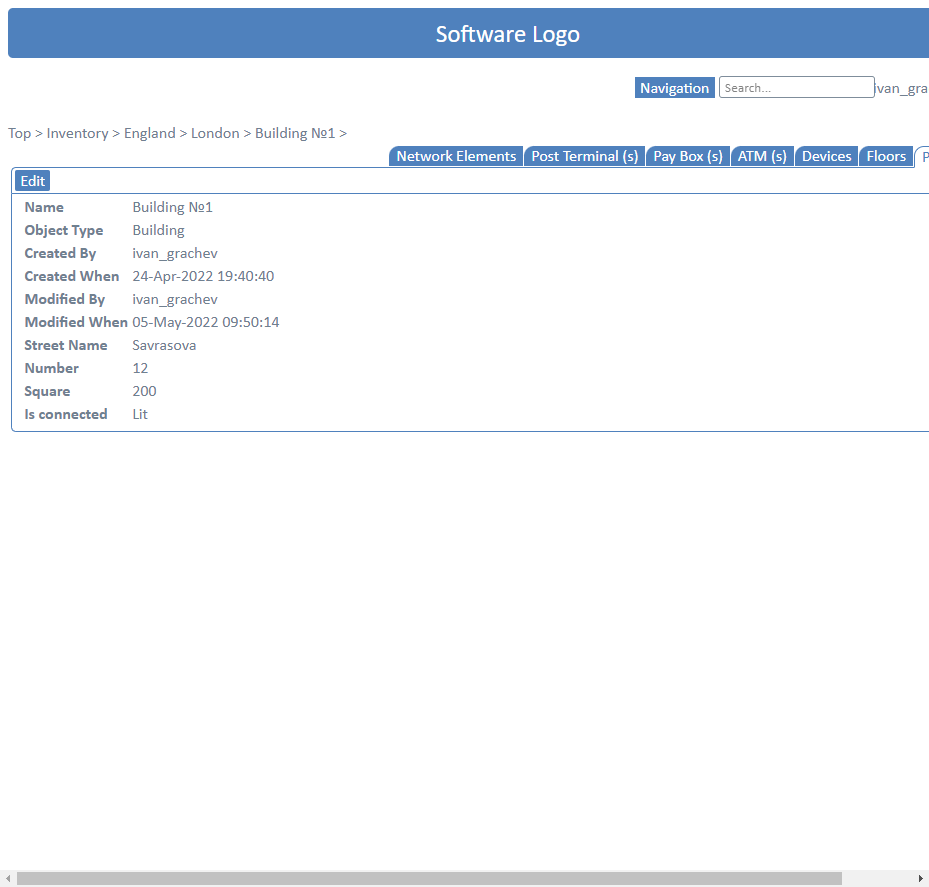 Software Logo
Navigation Search... ivan_gra
Top > Inventory > England > London > Building №1 >
Network Elements Post Terminal (s) Pay Box (s) ATM (s) Devices Floors P
Edit
Name Building №1
Object Type Building
Created By ivan_grachev
Created When 24-Apr-2022 19:40:40
Modified By ivan_grachev
Modified When 05-May-2022 09:50:14
Street Name Savrasova
Number 12
Square 200
Is connected Lit